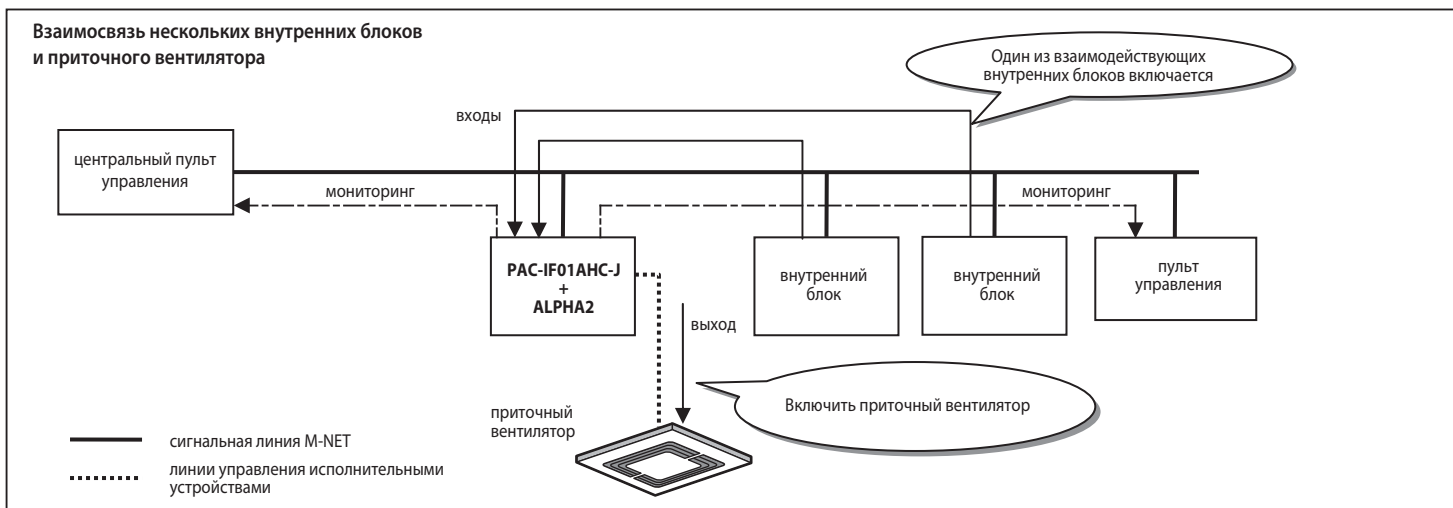 Взаимосвязь нескольких внутренних блоков
и приточного вентилятора
Один из взаимодействующих
внутренних блоков включается
входы
центральный пульт
управления
мониторинг
мониторинг
PAC-IF01AHC-J
+
ALPHA2
внутренний
блок
внутренний
блок
пульт
управления
выход
Включить приточный вентилятор
приточный
вентилятор
сигнальная линия M-NET
линии управления исполнительными
устройствами